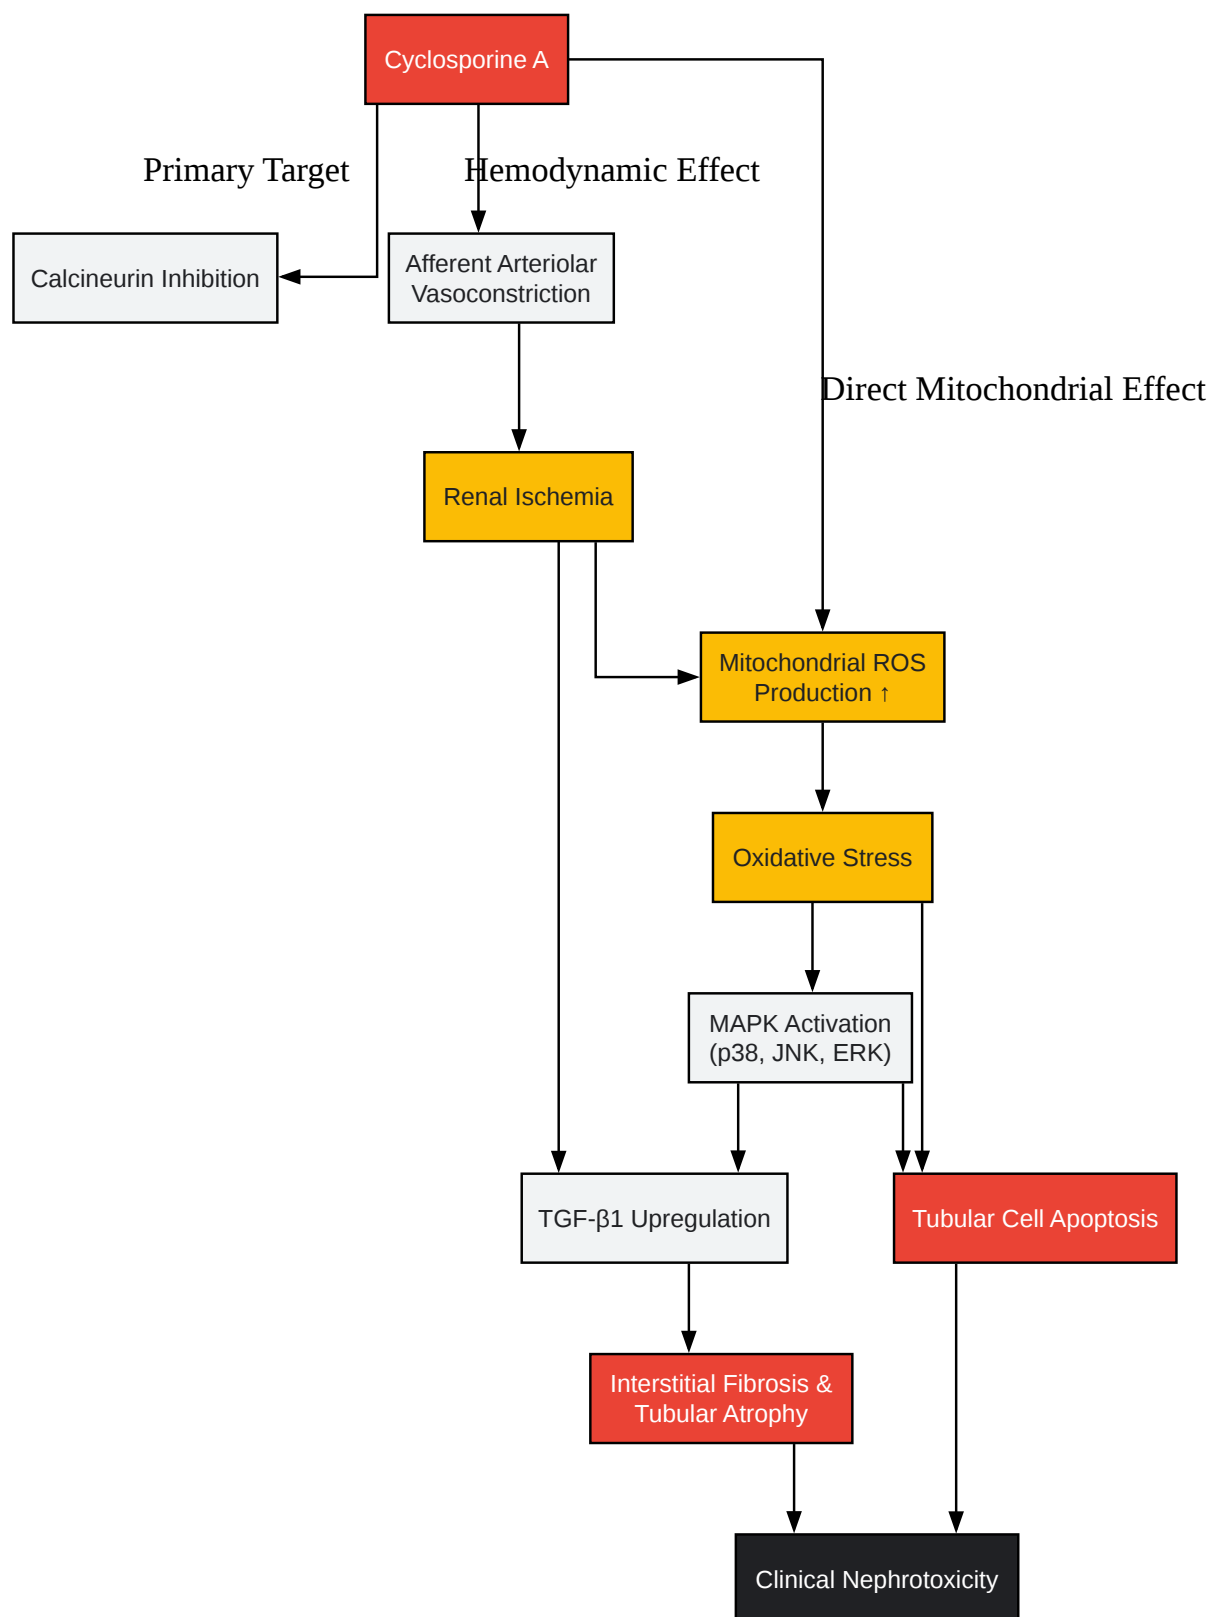 Cyclosporine A
Primary Target
Hemodynamic Effect
Calcineurin Inhibition
Afferent Arteriolar
Vasoconstriction
Direct Mitochondrial Effect
Renal Ischemia
Mitochondrial ROS
Production ↑
Oxidative Stress
MAPK Activation
(p38, JNK, ERK)
TGF-β1 Upregulation
Tubular Cell Apoptosis
Interstitial Fibrosis &
Tubular Atrophy
Clinical Nephrotoxicity